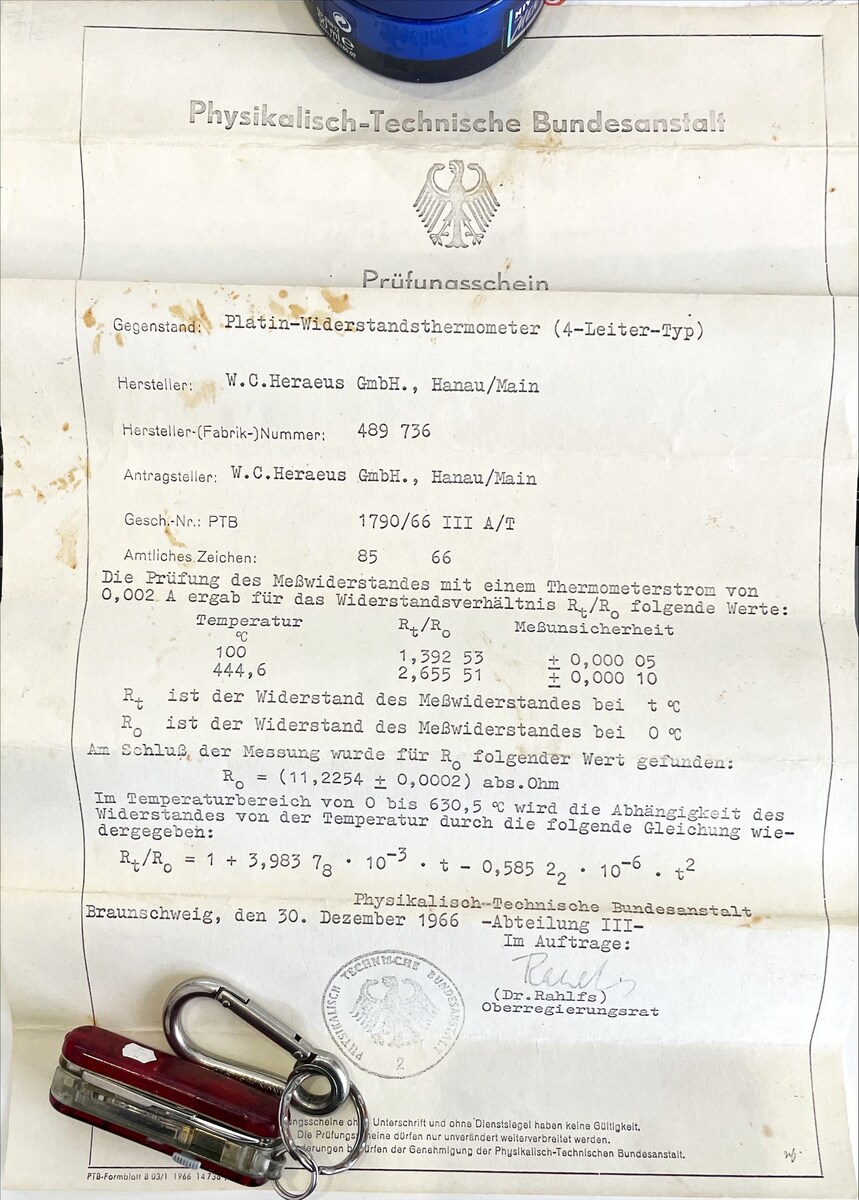 Physikalisch-Technische Bundesanstalt
Prüfungsschein
Gegenstand: Platin-Widerstandsthermometer (4-Leiter-Typ)
Hersteller: W.C.Heraeus GmbH., Hanau/Main
Hersteller-(Fabrik-)Nummer: 489 736
Antragsteller: W.C.Heraeus GmbH., Hanau/Main
Gesch.-Nr.: PTB 1790/66 III A/T
Amtliches Zeichen: 85 66
Die Prüfung des Meßwiderstandes mit einem Thermometerstrom von
0,002 A ergab für das Widerstandsverhältnis Rt/Ro folgende Werte:
Temperatur Rt/Ro Meßunsicherheit
°C
100 1,392 53 ± 0,000 05
444,6 2,655 51 ± 0,000 10
Rt ist der Widerstand des Meßwiderstandes bei t °C
Ro ist der Widerstand des Meßwiderstandes bei 0 °C
Am Schluß der Messung wurde für Ro folgender Wert gefunden:
Ro = (11,2254 ± 0,0002) abs.Ohm
Im Temperaturbereich von 0 bis 630,5 °C wird die Abhängigkeit des
Widerstandes von der Temperatur durch die folgende Gleichung wie-
dergegeben:
Rt/Ro = 1 + 3,983 7₈ · 10⁻³ · t - 0,585 2₂ · 10⁻⁶ · t²
Physikalisch-Technische Bundesanstalt
Braunschweig, den 30. Dezember 1966 -Abteilung III-
Im Auftrage:
(Dr.Rahlfs)
Oberregierungsrat
PHYSIKALISCH TECHNISCHE BUNDESANSTALT
2
Unterschrift und ohne Dienstsiegel haben keine Gültigkeit.
Die Prüfungsscheine dürfen nur unverändert weiterverbreitet werden.
bedürfen der Genehmigung der Physikalisch-Technischen Bundesanstalt.
PTB-Formblatt B 03/1 1966